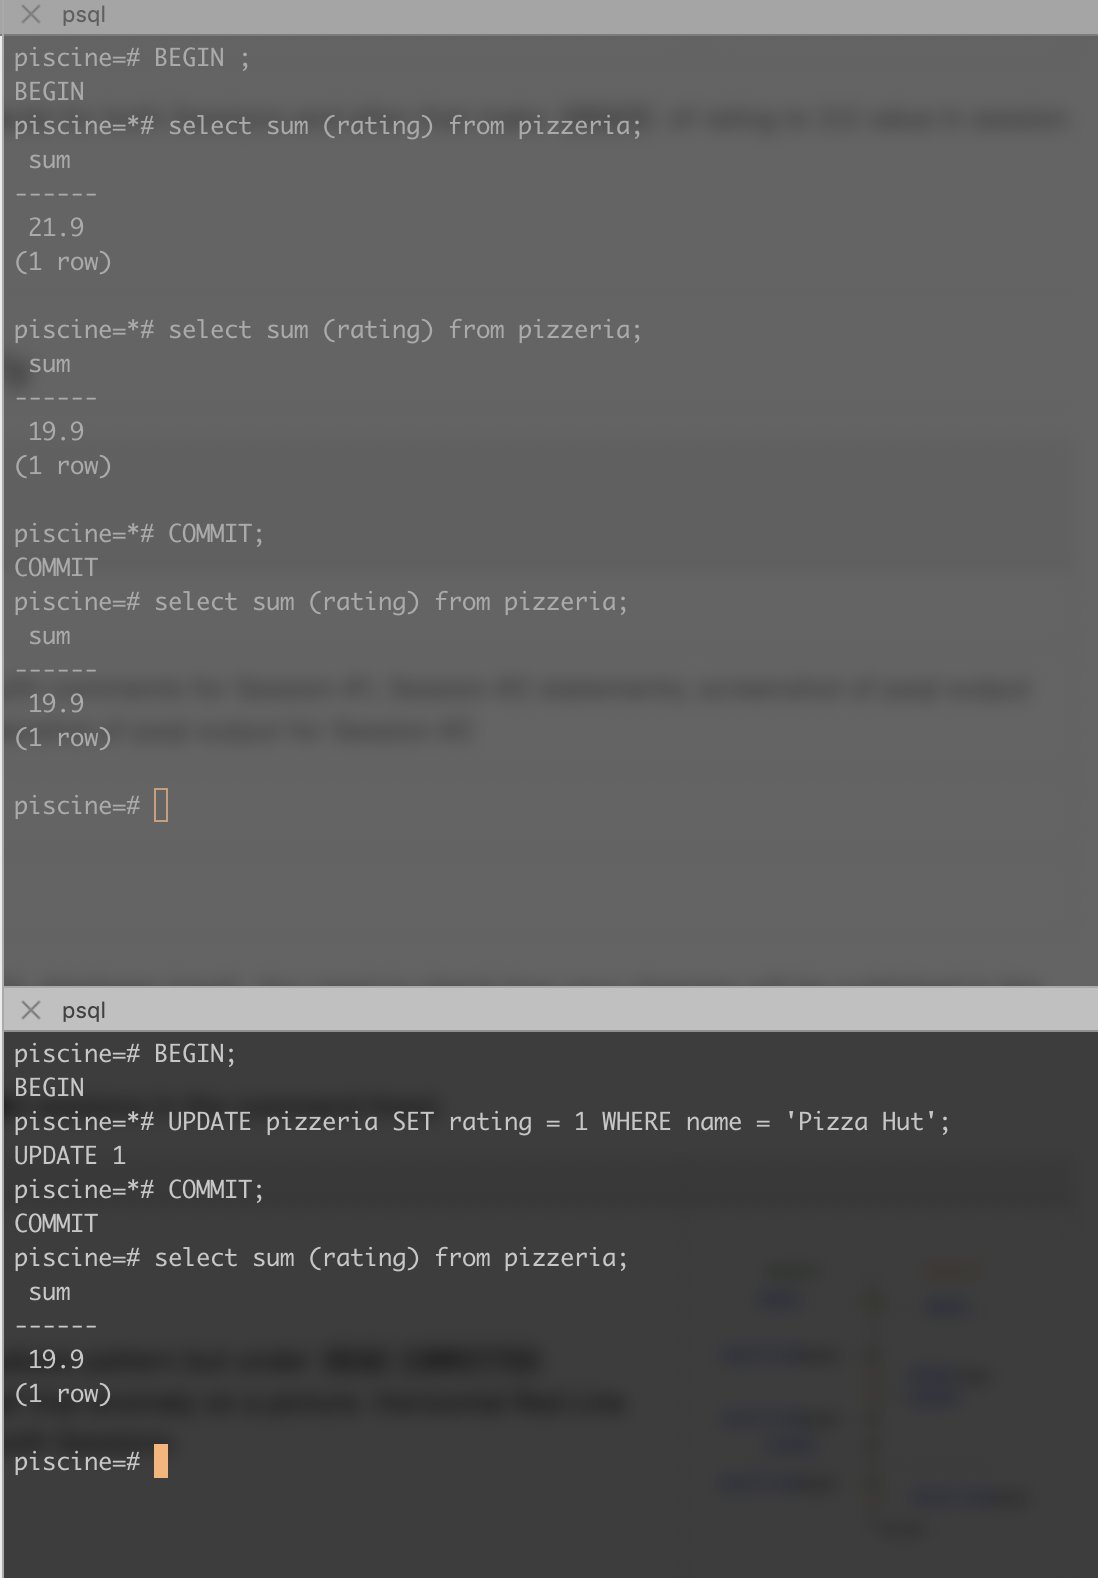 psql
piscine=# BEGIN ;
BEGIN
piscine=*# select sum (rating) from pizzeria;
 sum
------
 21.9
(1 row)

piscine=*# select sum (rating) from pizzeria;
 sum
------
 19.9
(1 row)

piscine=*# COMMIT;
COMMIT
piscine=# select sum (rating) from pizzeria;
 sum
------
 19.9
(1 row)

piscine=#
psql
piscine=# BEGIN;
BEGIN
piscine=*# UPDATE pizzeria SET rating = 1 WHERE name = 'Pizza Hut';
UPDATE 1
piscine=*# COMMIT;
COMMIT
piscine=# select sum (rating) from pizzeria;
 sum
------
 19.9
(1 row)

piscine=#